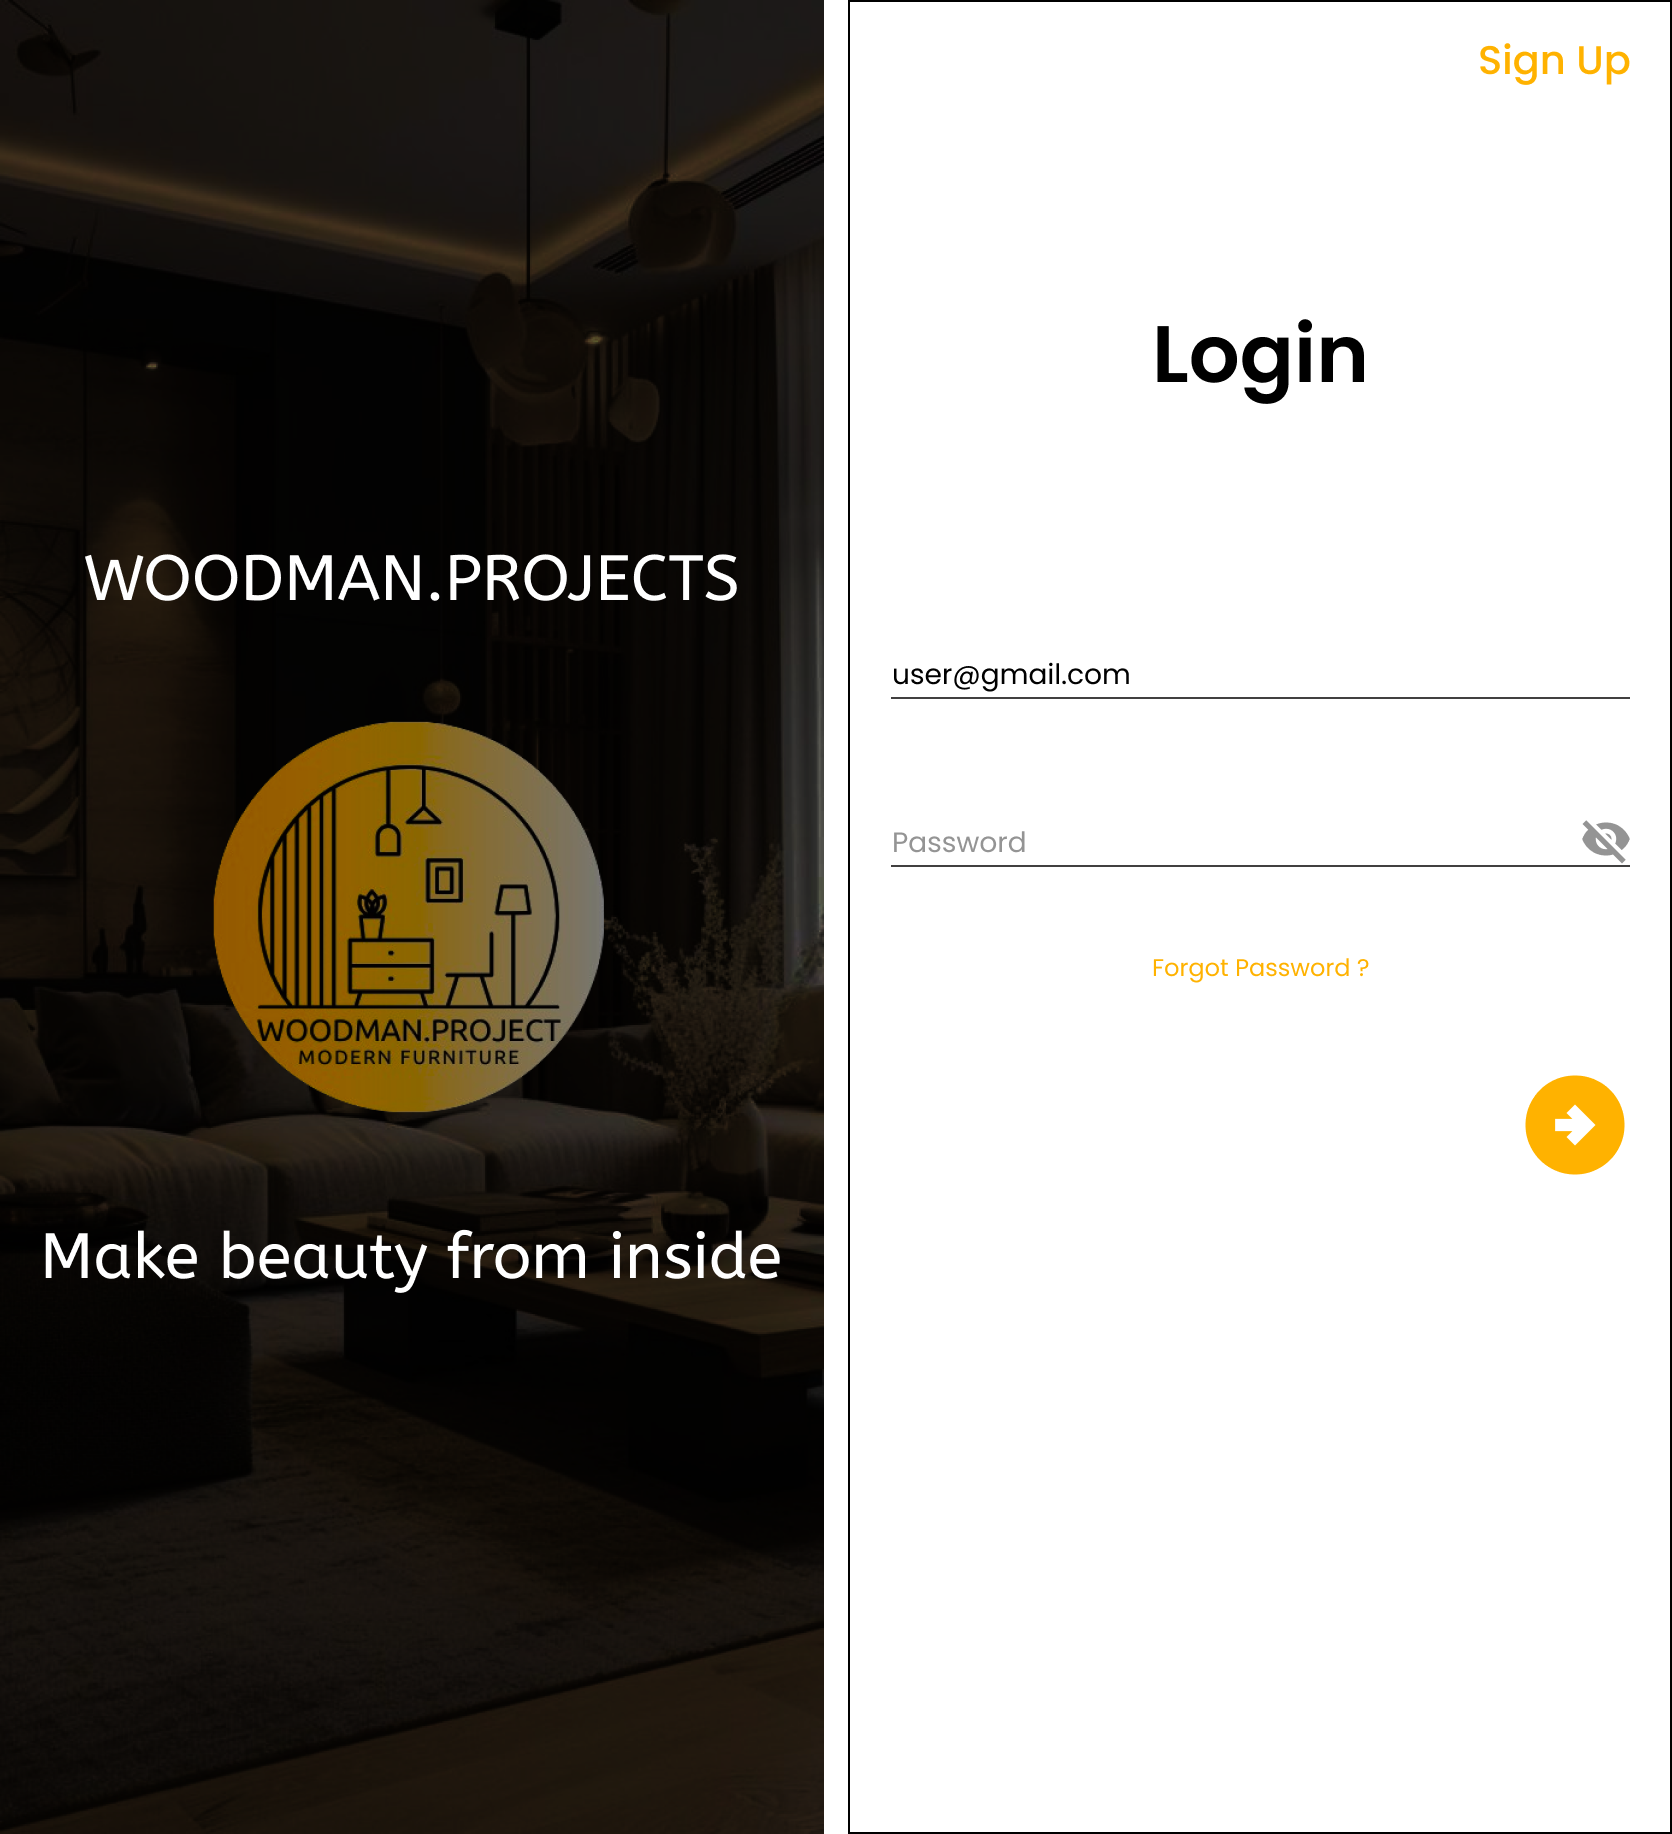 WOODMAN.PROJECTS
WOODMAN.PROJECT
MODERN FURNITURE
Make beauty from inside
Sign Up
Login
user@gmail.com
Password
Forgot Password ?